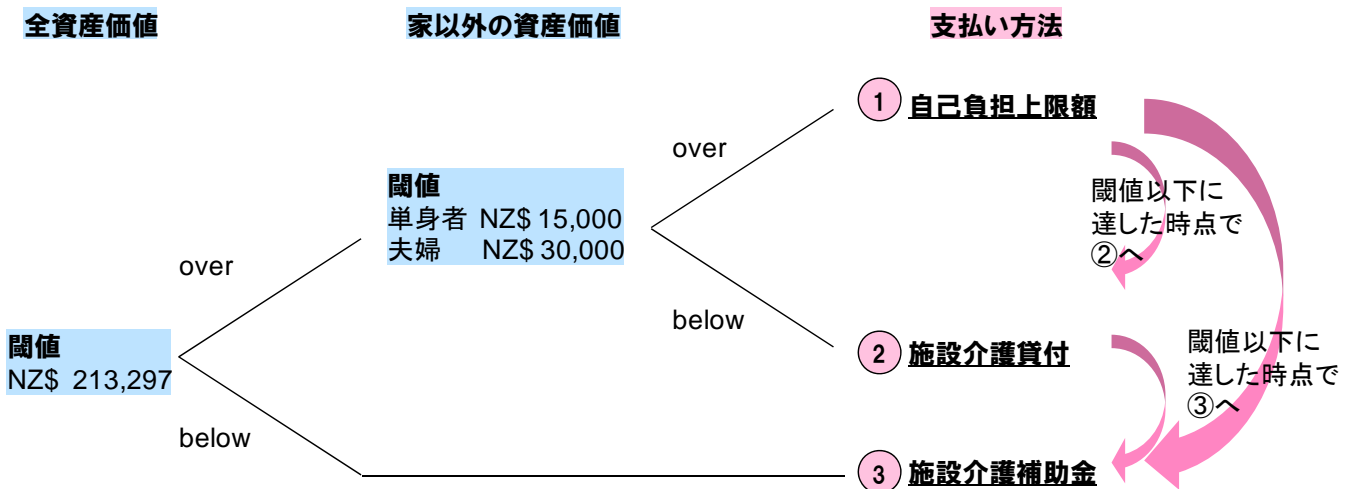 全資産価値
家以外の資産価値
支払い方法
1 自己負担上限額
over
閾値
単身者 NZ$ 15,000
夫婦 NZ$ 30,000
閾値以下に
達した時点で
②へ
over
below
閾値
NZ$ 213,297
2 施設介護貸付
閾値以下に
達した時点で
③へ
below
3 施設介護補助金